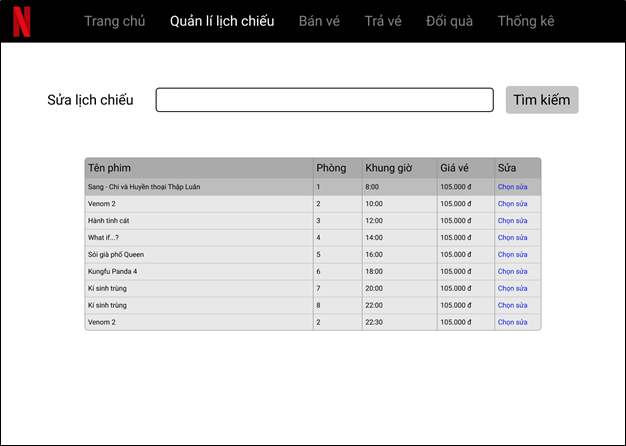 N
Trang chủ Quản lí lịch chiếu Bán vé Trả vé Đổi quà Thống kê
Sửa lịch chiếu Tìm kiếm
Tên phim Phòng Khung giờ Giá vé Sửa
Sang - Chi và Huyền thoại Thập Luân 1 8:00 105.000 đ Chọn sửa
Venom 2 2 10:00 105.000 đ Chọn sửa
Hành tinh cát 3 12:00 105.000 đ Chọn sửa
What if...? 4 14:00 105.000 đ Chọn sửa
Sói già phố Queen 5 16:00 105.000 đ Chọn sửa
Kungfu Panda 4 6 18:00 105.000 đ Chọn sửa
Kí sinh trùng 7 20:00 105.000 đ Chọn sửa
Kí sinh trùng 8 22:00 105.000 đ Chọn sửa
Venom 2 2 22:30 105.000 đ Chọn sửa